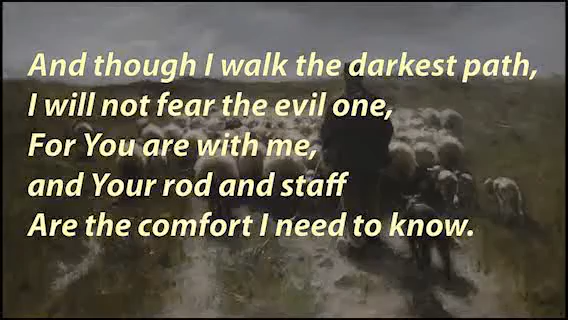 And though I walk the darkest path,
I will not fear the evil one,
For You are with me,
and Your rod and staff
Are the comfort I need to know.